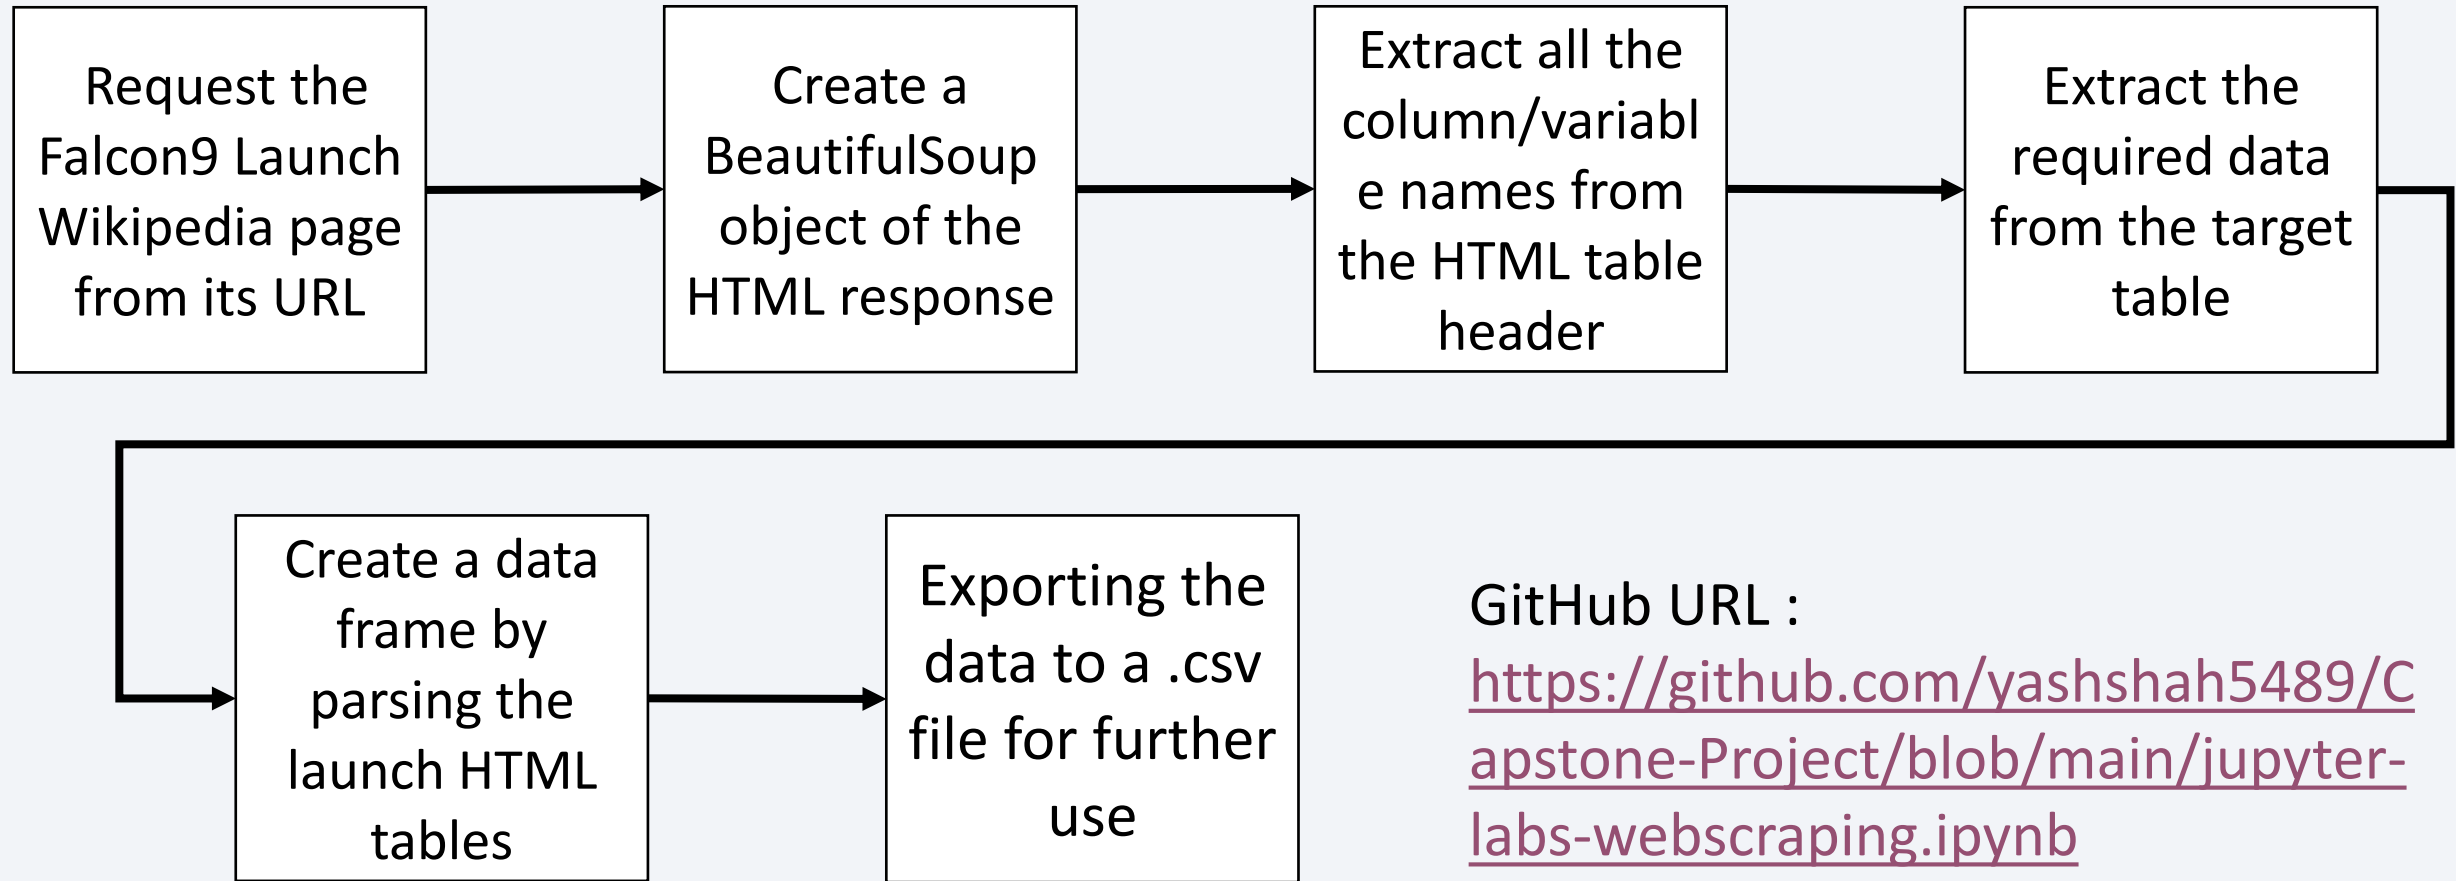 Request the
Falcon9 Launch
Wikipedia page
from its URL
Create a
BeautifulSoup
object of the
HTML response
Extract all the
column/variabl
e names from
the HTML table
header
Extract the
required data
from the target
table
Create a data
frame by
parsing the
launch HTML
tables
Exporting the
data to a .csv
file for further
use
GitHub URL :
https://github.com/yashshah5489/C
apstone-Project/blob/main/jupyter-
labs-webscraping.ipynb